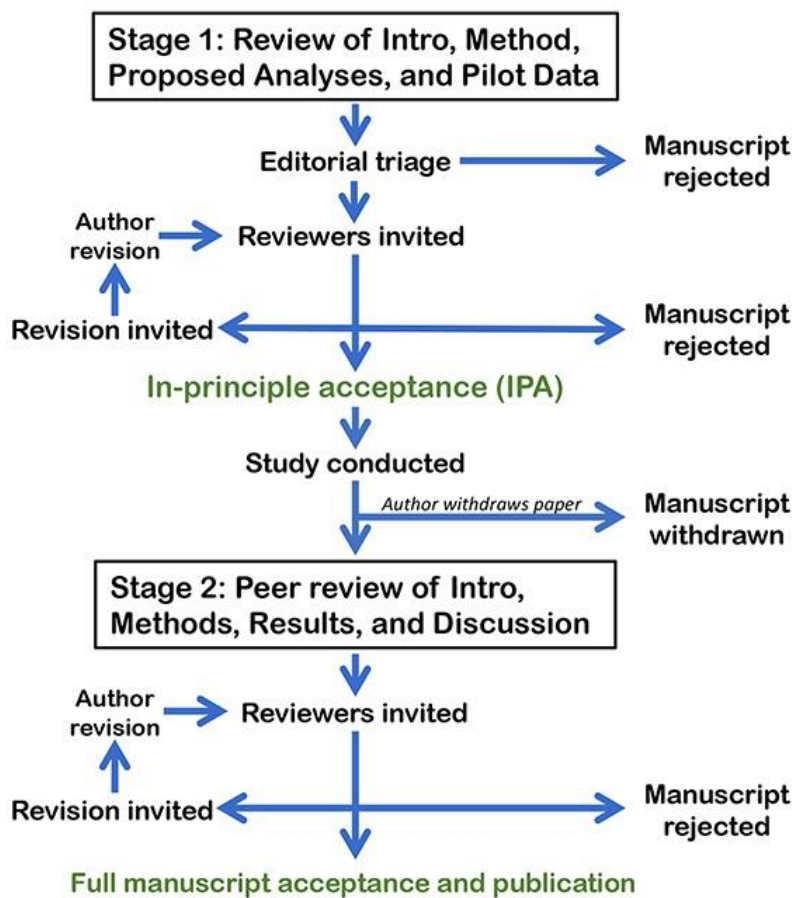 Stage 1: Review of Intro, Method,
Proposed Analyses, and Pilot Data
Editorial triage
Manuscript
rejected
Author
revision
Reviewers invited
Revision invited
Manuscript
rejected
In-principle acceptance (IPA)
Study conducted
Author withdraws paper
Manuscript
withdrawn
Stage 2: Peer review of Intro,
Methods, Results, and Discussion
Author
revision
Reviewers invited
Revision invited
Manuscript
rejected
Full manuscript acceptance and publication